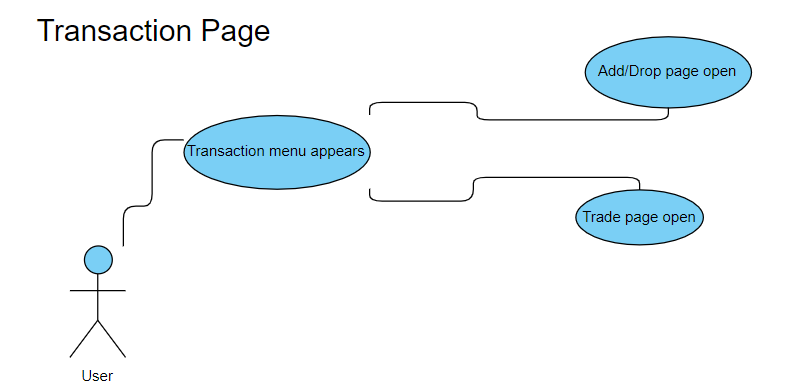 Transaction Page
Add/Drop page open
Transaction menu appears
Trade page open
User